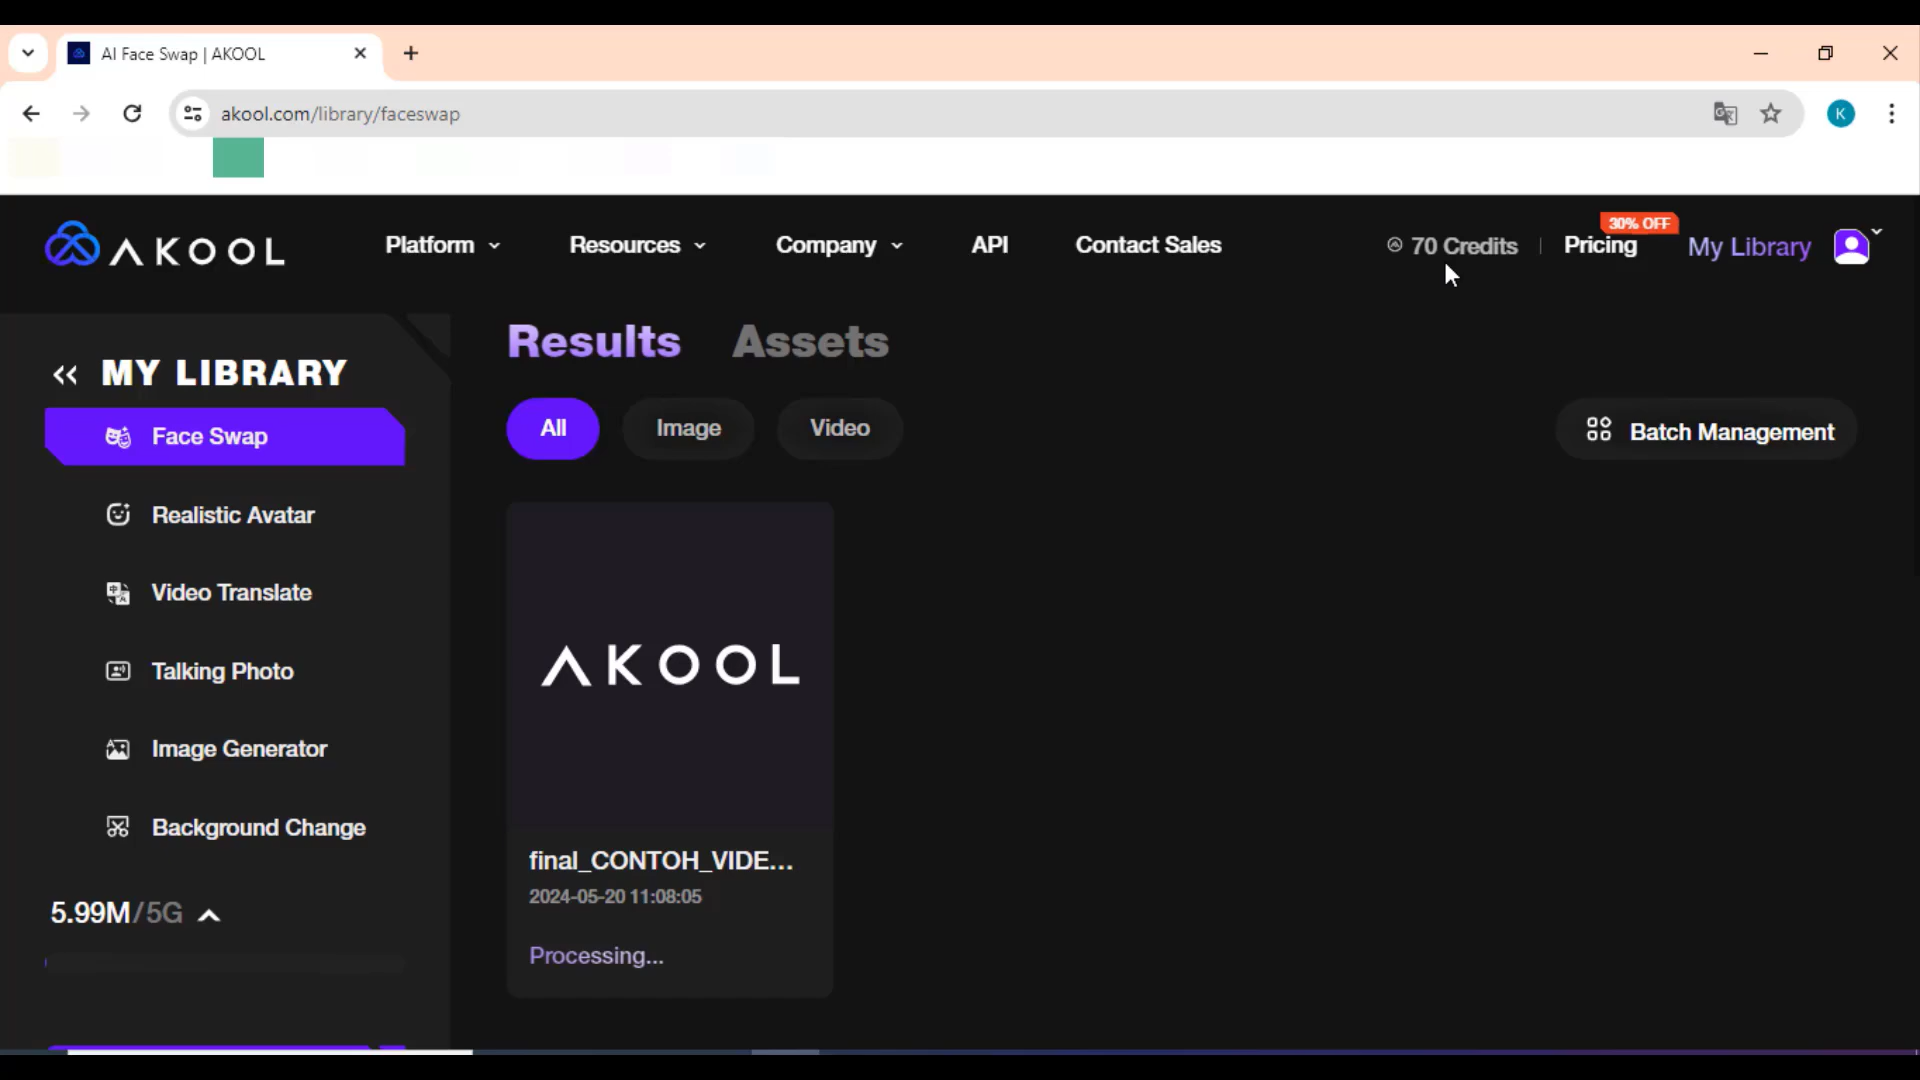 AI Face Swap | AKOOL
akool.com/library/faceswap
K
AKOOL
Platform
Resources
Company
API
Contact Sales
70 Credits
30% OFF
Pricing
My Library
MY LIBRARY
Face Swap
Realistic Avatar
Video Translate
Talking Photo
Image Generator
Background Change
5.99M/5G
Results
Assets
All
Image
Video
Batch Management
AKOOL
final_CONTOH_VIDE...
2024-05-20 11:08:05
Processing...